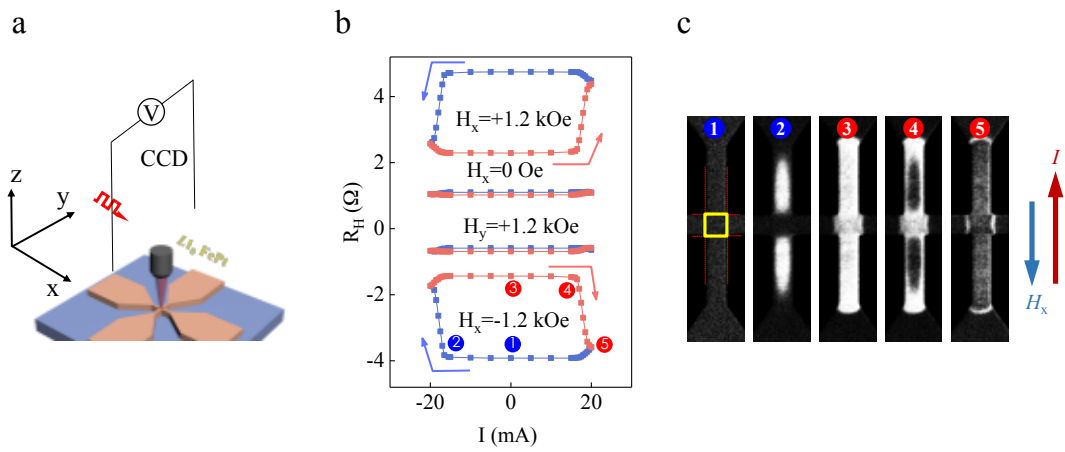 a
V
CCD
z
y
x
L1₀ FePt
b
4
2
0
-2
-4
R_H (Ω)
H_x=+1.2 kOe
H_x=0 Oe
H_y=+1.2 kOe
3
4
H_x=-1.2 kOe
2
1
5
-20
0
20
I (mA)
c
1
2
3
4
5
I
H_x